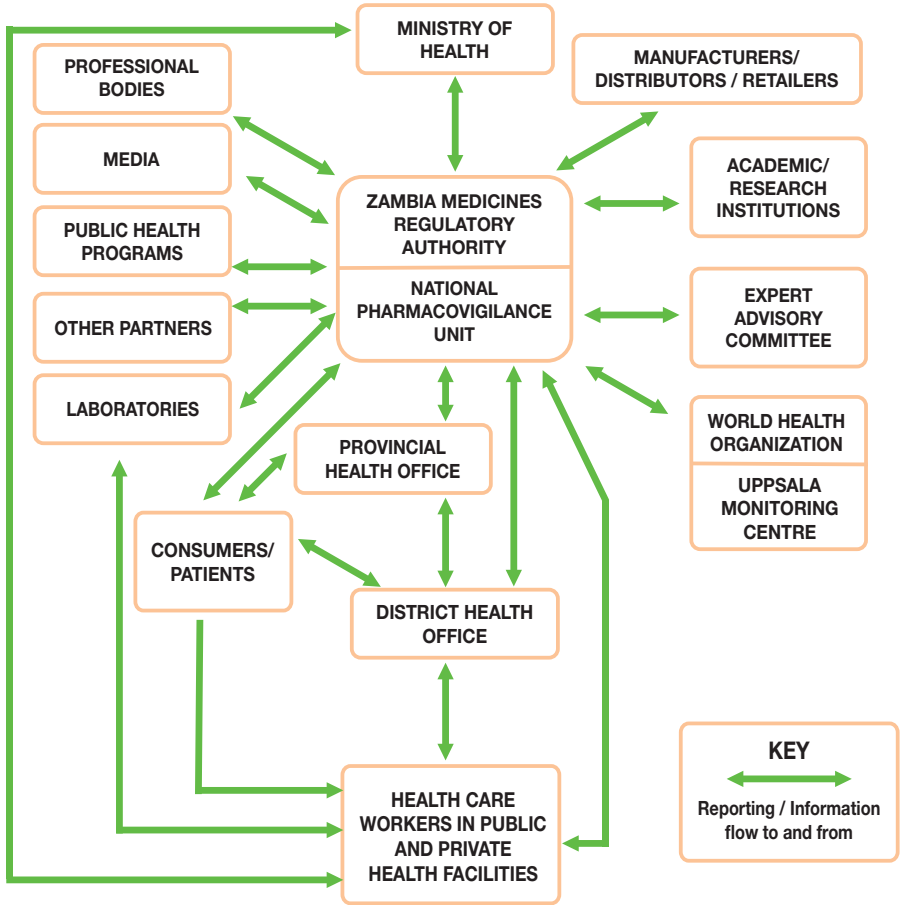 MINISTRY OF
HEALTH
PROFESSIONAL
BODIES
MANUFACTURERS/
DISTRIBUTORS / RETAILERS
MEDIA
ZAMBIA MEDICINES
REGULATORY
AUTHORITY
ACADEMIC/
RESEARCH
INSTITUTIONS
PUBLIC HEALTH
PROGRAMS
NATIONAL
PHARMACOVIGILANCE
UNIT
EXPERT
ADVISORY
COMMITTEE
OTHER PARTNERS
LABORATORIES
PROVINCIAL
HEALTH OFFICE
WORLD HEALTH
ORGANIZATION
UPPSALA
MONITORING
CENTRE
CONSUMERS/
PATIENTS
DISTRICT HEALTH
OFFICE
HEALTH CARE
WORKERS IN PUBLIC
AND PRIVATE
HEALTH FACILITIES
KEY
Reporting / Information
flow to and from